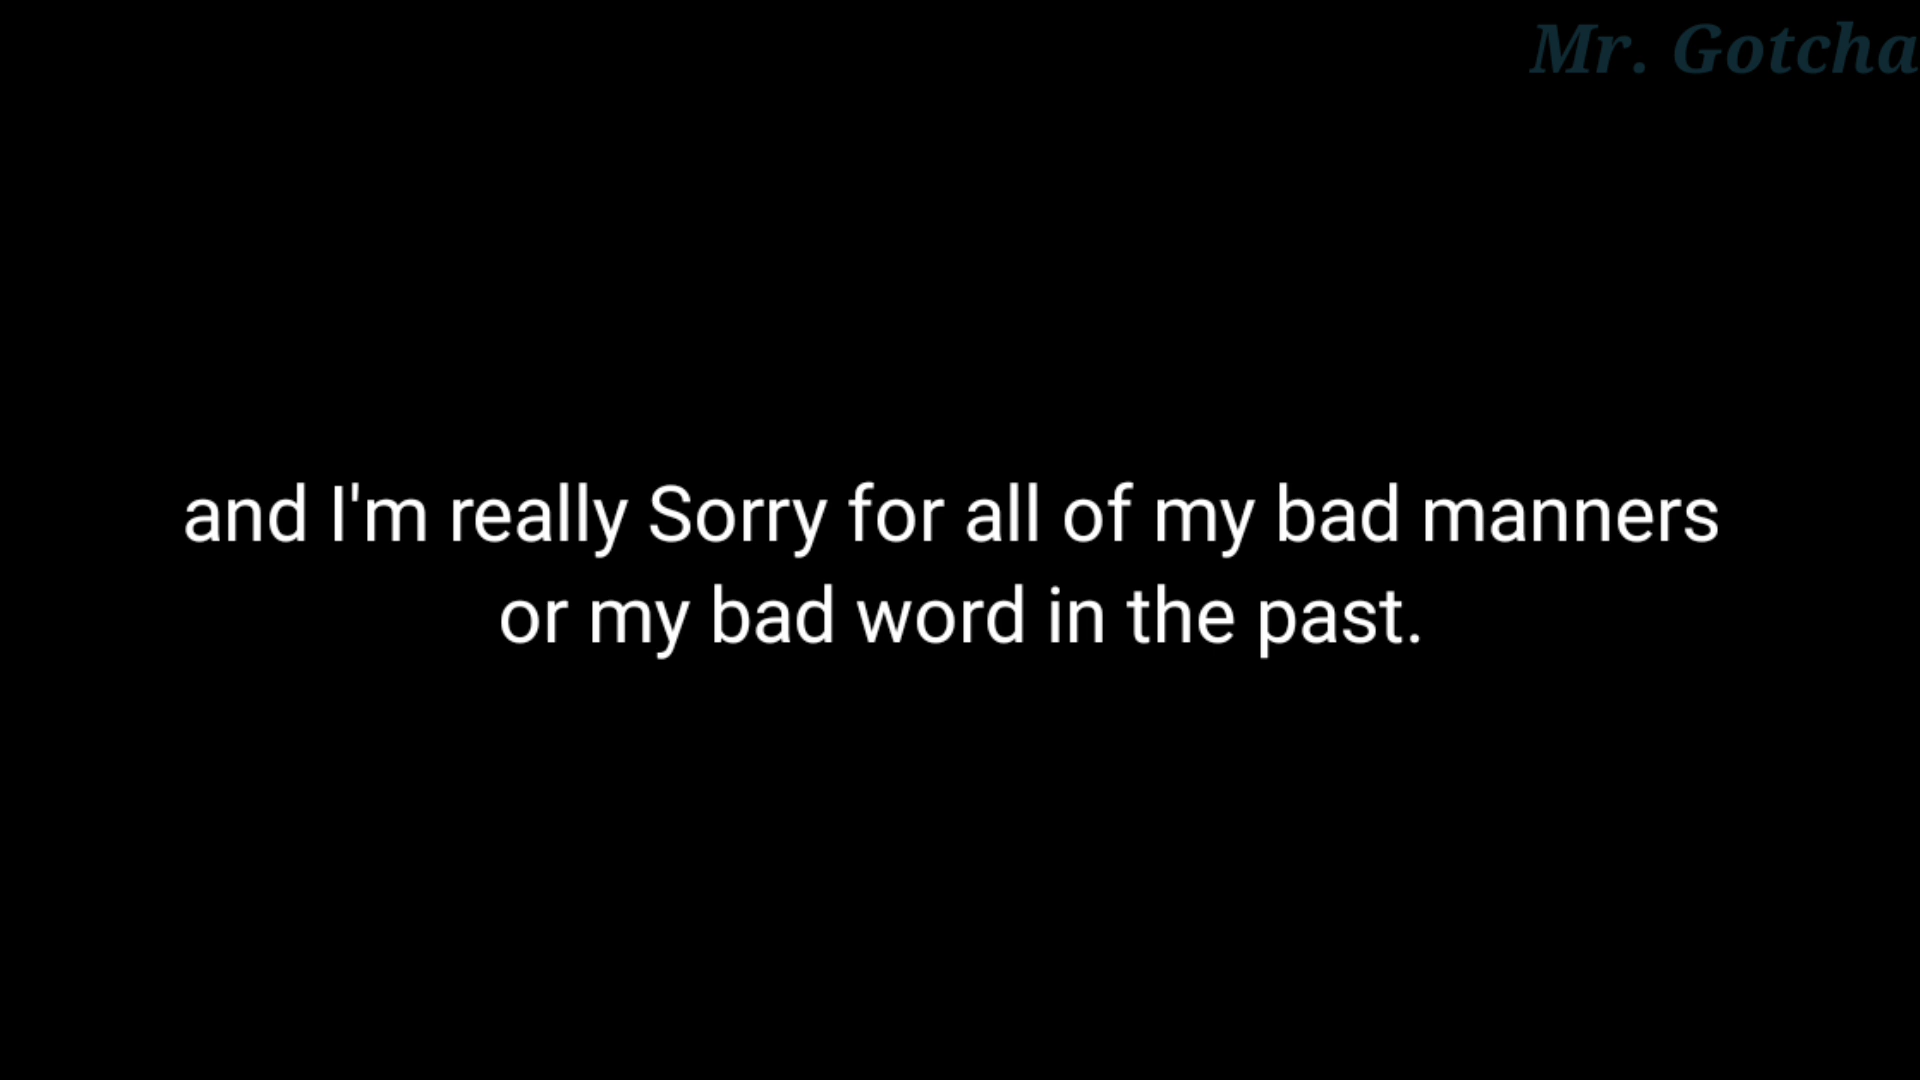 Mr. Gotcha
and I'm really Sorry for all of my bad manners
or my bad word in the past.